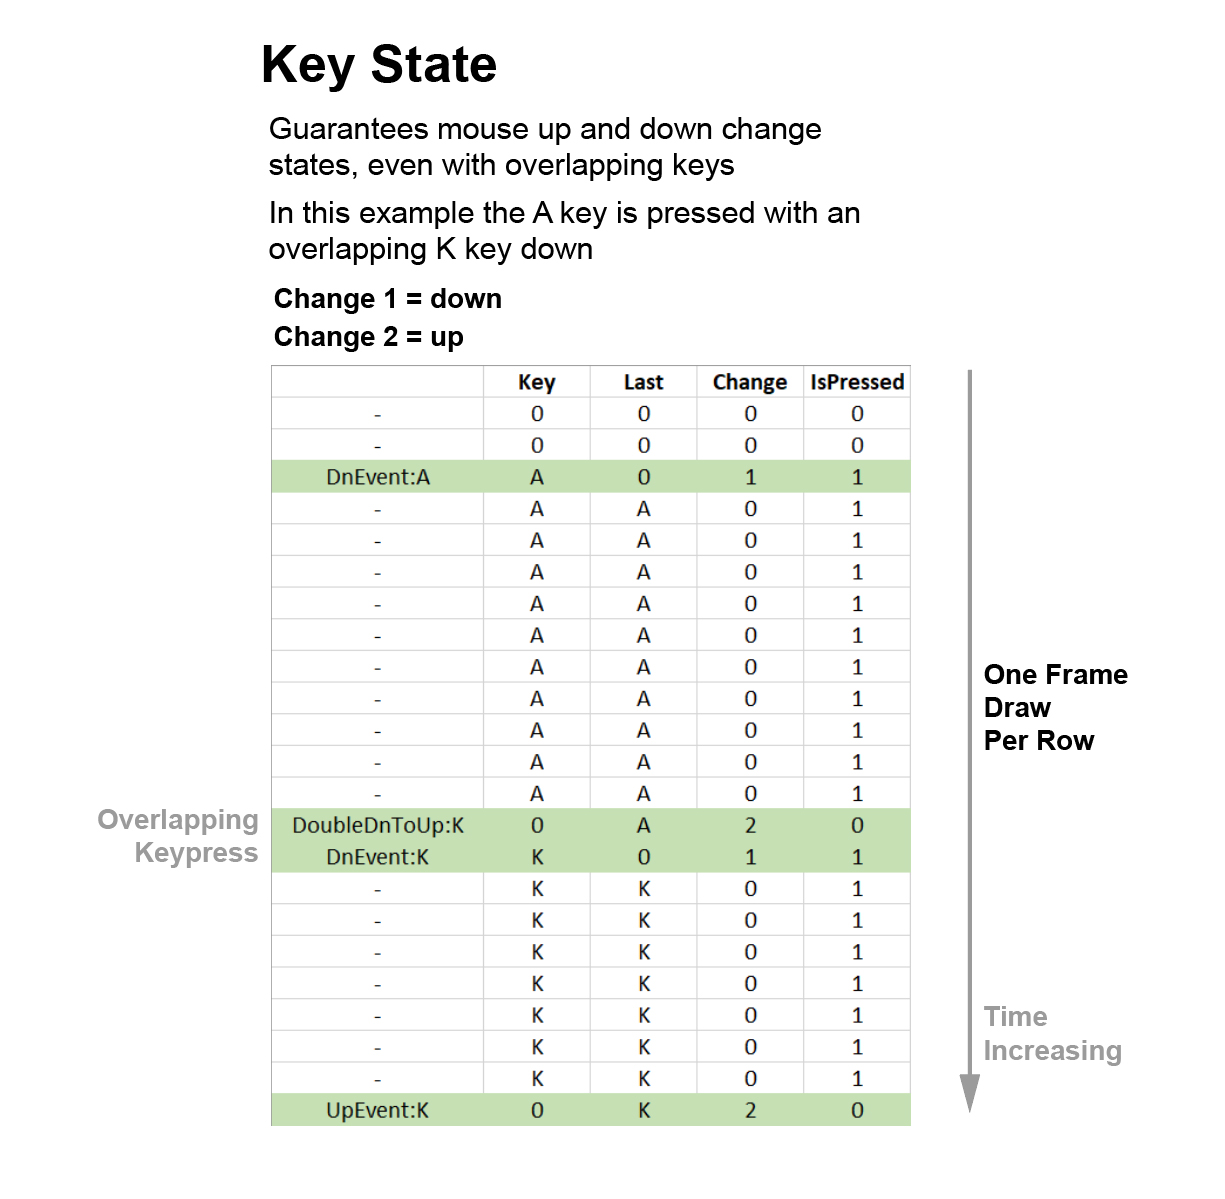 Key State
Guarantees mouse up and down change
states, even with overlapping keys
In this example the A key is pressed with an
overlapping K key down
Change 1 = down
Change 2 = up
Key Last Change IsPressed
- 0 0 0 0
- 0 0 0 0
DnEvent:A A 0 1 1
- A A 0 1
- A A 0 1
- A A 0 1
- A A 0 1
- A A 0 1
- A A 0 1
- A A 0 1
- A A 0 1
- A A 0 1
- A A 0 1
DoubleDnToUp:K 0 A 2 0
DnEvent:K K 0 1 1
- K K 0 1
- K K 0 1
- K K 0 1
- K K 0 1
- K K 0 1
- K K 0 1
- K K 0 1
UpEvent:K 0 K 2 0
Overlapping
Keypress
One Frame
Draw
Per Row
Time
Increasing